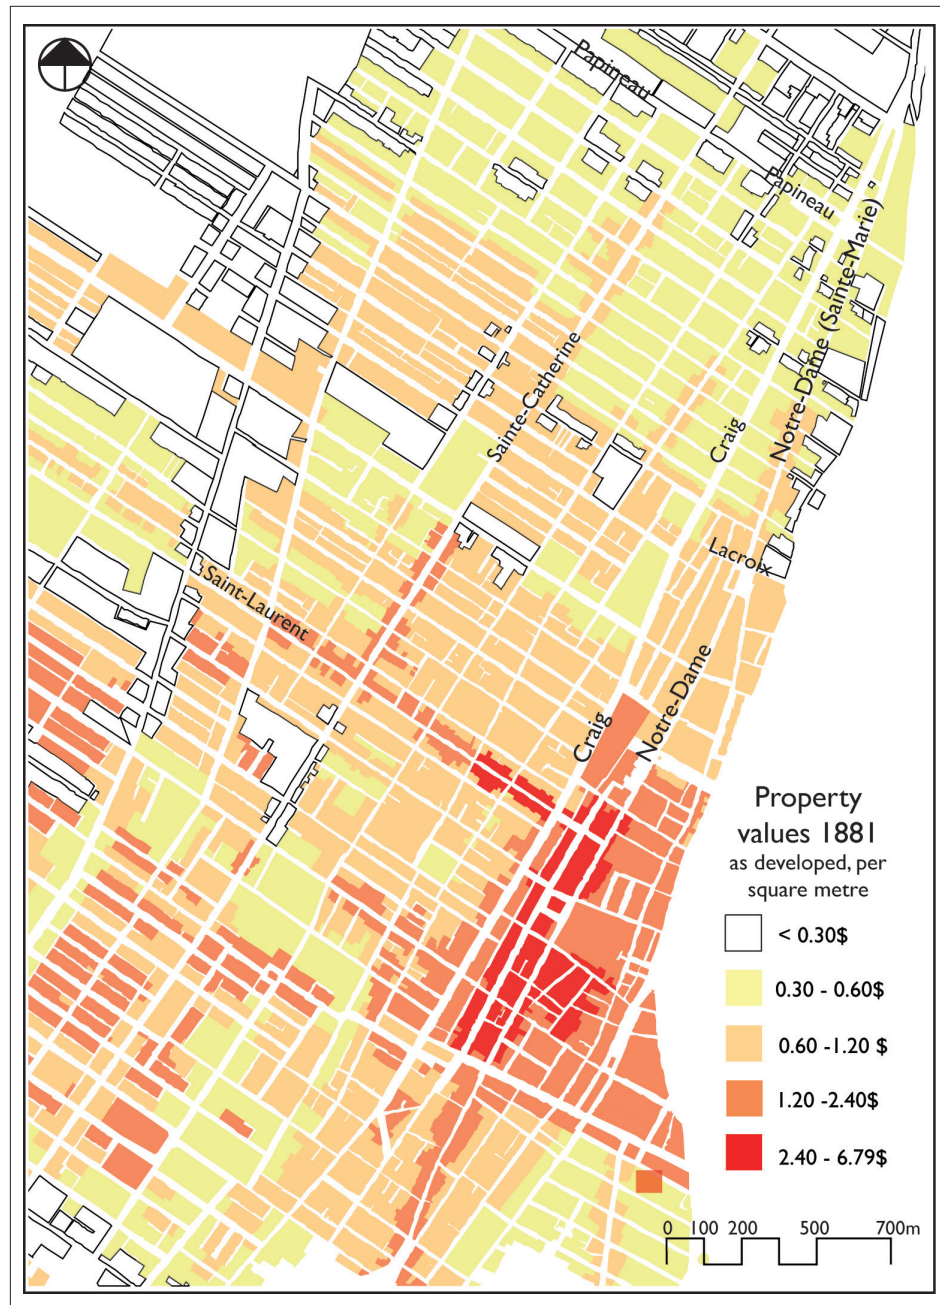 Papineau
Papineau
Notre-Dame (Sainte-Marie)
Sainte-Catherine
Craig
Lacroix
Saint-Laurent
Notre-Dame
Craig
Property
values 1881
as developed, per
square metre
< 0.30$
0.30 - 0.60$
0.60 -1.20 $
1.20 -2.40$
2.40 - 6.79$
0 100 200 500 700m